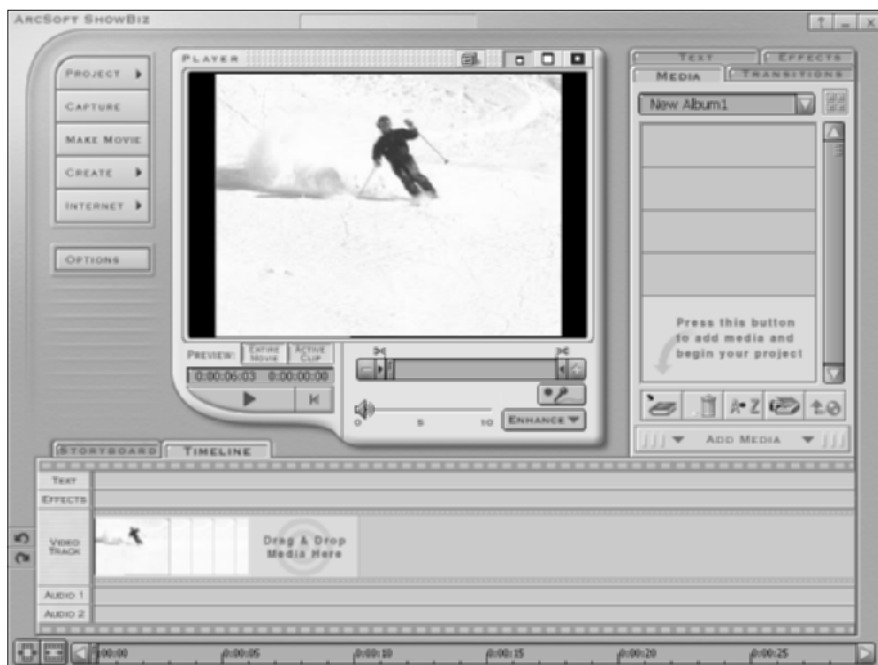 ArcSoft ShowBiz
Project
Capture
Make Movie
Create
Internet
Options
Player
Preview:
Entire Movie
Active Clip
0:00:06:03 0:00:00:00
0 5 10
Enhance
Text
Effects
Media
Transitions
New Album1
Press this button
to add media and
begin your project
A-Z
Add Media
Storyboard
Timeline
Text
Effects
Video
Track
Drag & Drop
Media Here
Audio 1
Audio 2
0:00:00 0:00:05 0:00:10 0:00:15 0:00:20 0:00:25